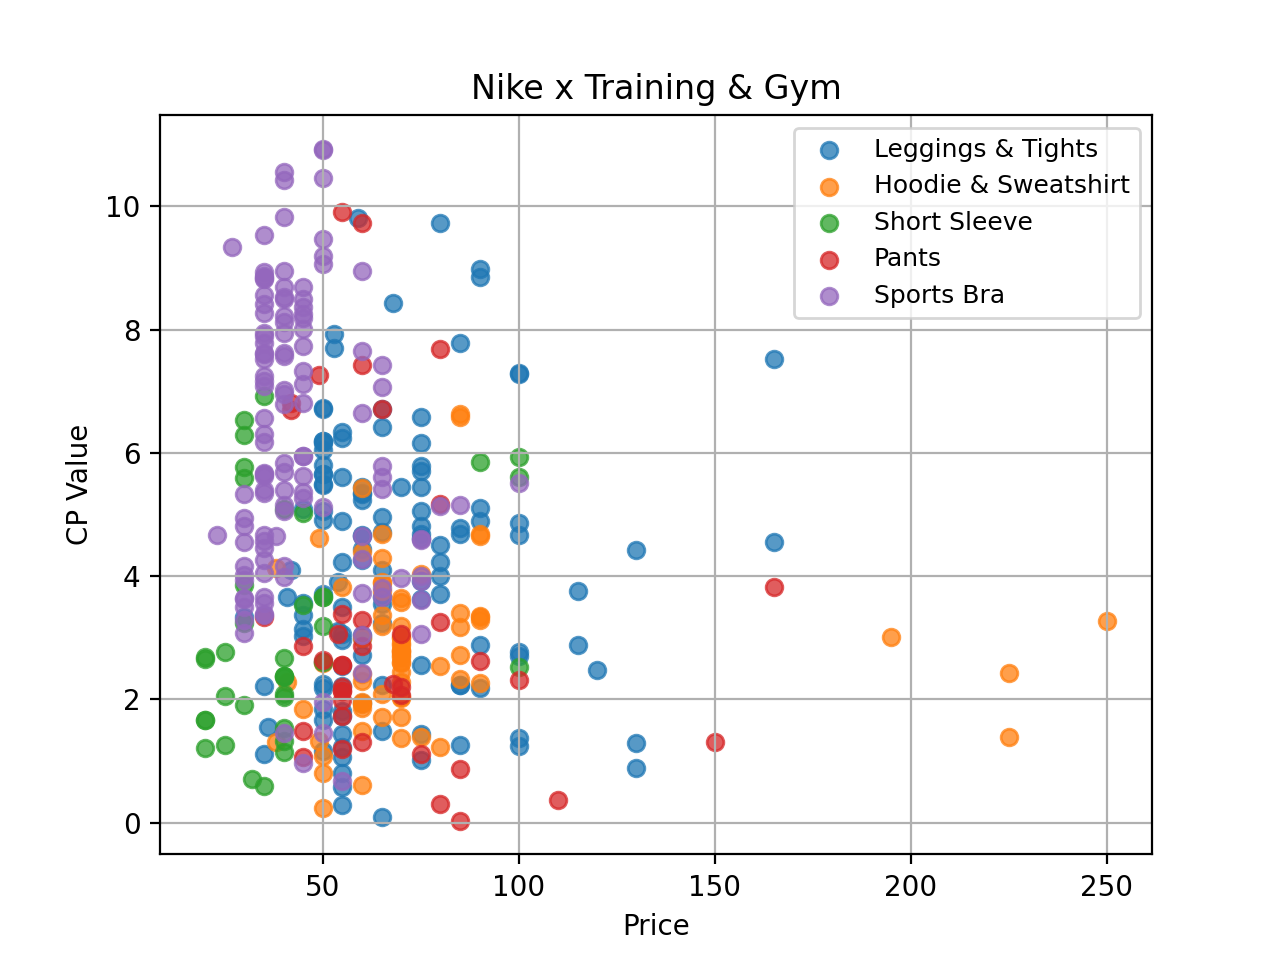 Nike x Training & Gym
Leggings & Tights
Hoodie & Sweatshirt
Short Sleeve
Pants
Sports Bra
CP Value
10
8
6
4
2
0
50 100 150 200 250
Price